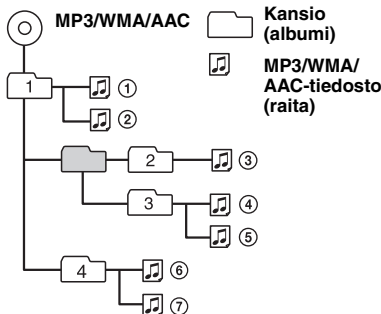 MP3/WMA/AAC
Kansio
(albumi)
MP3/WMA/
AAC-tiedosto
(raita)
1
①
②
2
③
3
④
⑤
4
⑥
⑦